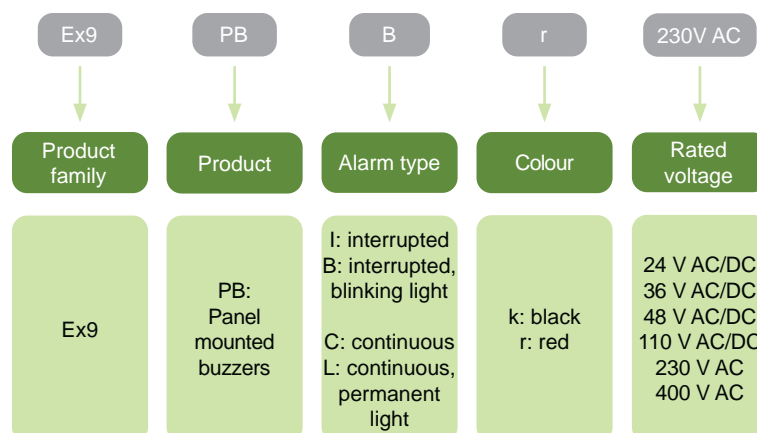 Ex9
PB
B
r
230V AC
Product
family
Product
Alarm type
Colour
Rated
voltage
Ex9
PB:
Panel
mounted
buzzers
I: interrupted
B: interrupted,
blinking light
C: continuous
L: continuous,
permanent
light
k: black
r: red
24 V AC/DC
36 V AC/DC
48 V AC/DC
110 V AC/DC
230 V AC
400 V AC